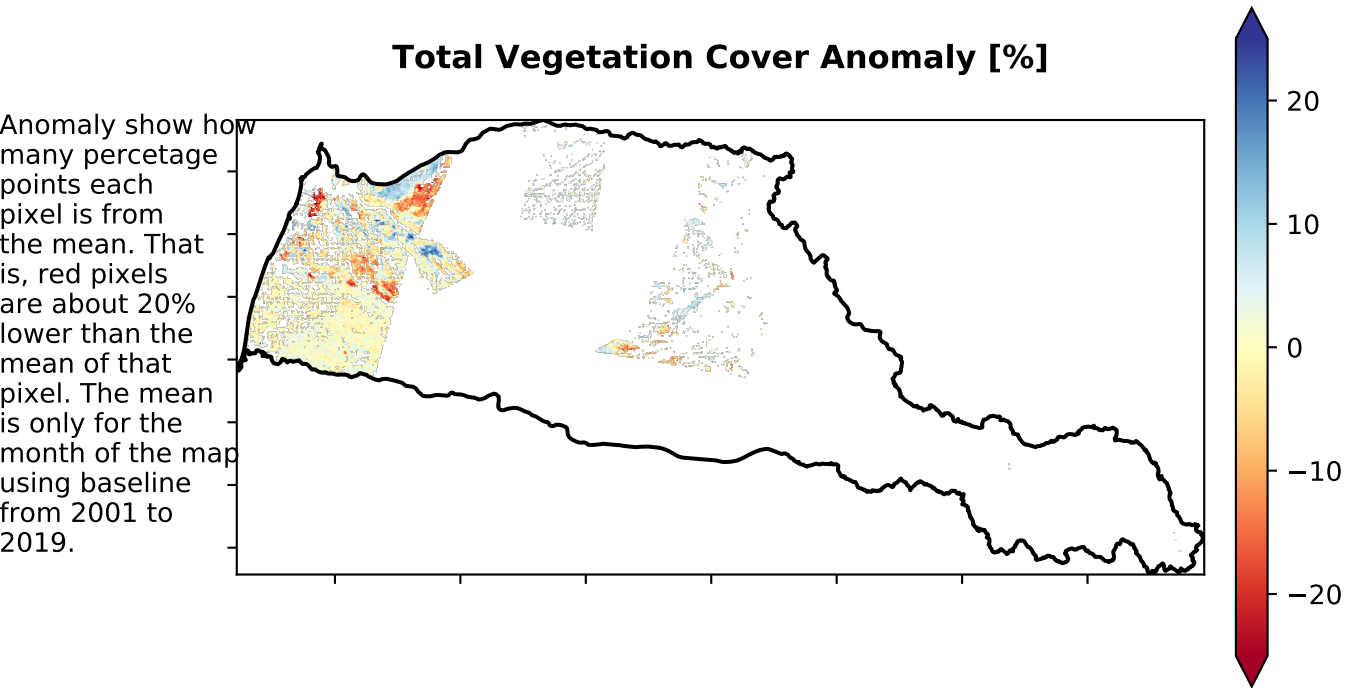 Total Vegetation Cover Anomaly [%]
Anomaly show how
many percetage
points each
pixel is from
the mean. That
is, red pixels
are about 20%
lower than the
mean of that
pixel. The mean
is only for the
month of the map
using baseline
from 2001 to
2019.
20
10
0
−10
−20